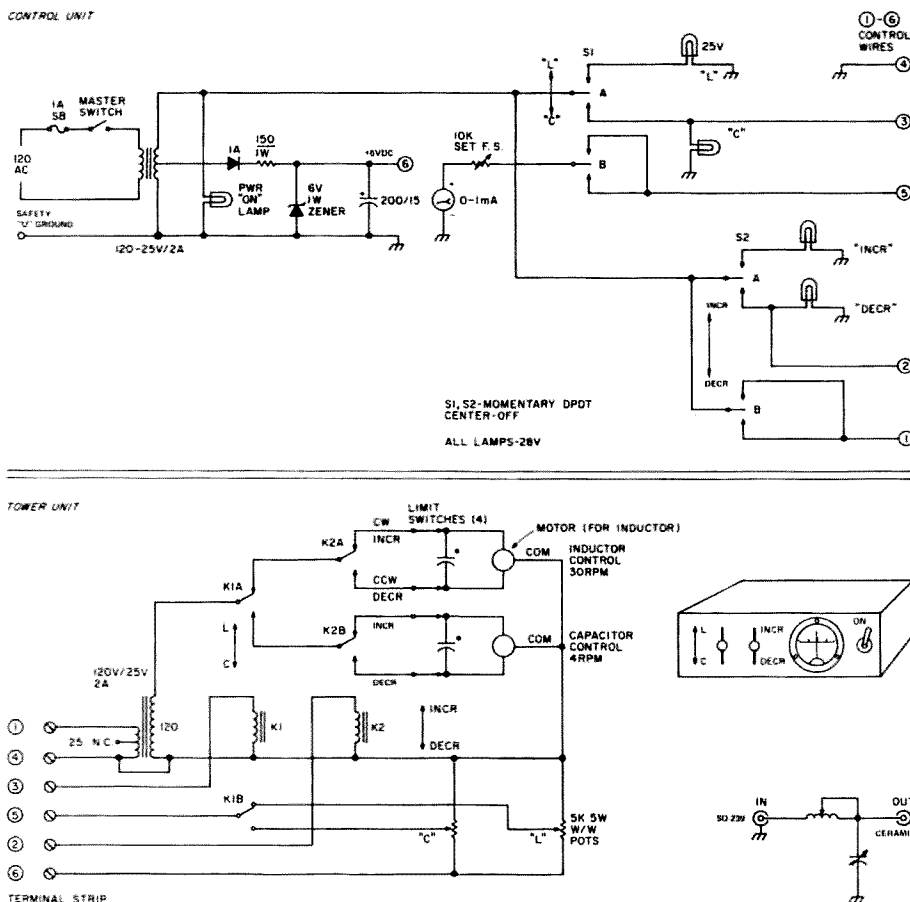 CONTROL UNIT
①-⑥
CONTROL
WIRES
S1
25V
"L"
"L"
④
1A
SB
MASTER
SWITCH
A
"C"
③
"C"
120
AC
1A
150
1W
+6VDC
⑥
10K
SET F.S.
B
PWR
"ON"
LAMP
6V
1W
ZENER
200/15
0-1mA
⑤
SAFETY
"U" GROUND
120-25V/2A
S2
"INCR"
A
INCR
"DECR"
②
DECR
S1, S2-MOMENTARY DPDT
CENTER-OFF
B
ALL LAMPS-28V
①
TOWER UNIT
LIMIT
SWITCHES (4)
CW
INCR
MOTOR (FOR INDUCTOR)
K2A
COM
INDUCTOR
CONTROL
30RPM
K1A
CCW
DECR
L
C
K2B
INCR
COM
CAPACITOR
CONTROL
4RPM
DECR
L
C
INCR
DECR
ON
120V/25V
2A
① 120
K1
K2
INCR
DECR
25 N.C.
④
③
K1B
⑤
5K 5W
W/W
POTS
"C"
"L"
②
⑥
IN
SO-239
OUT
CERAMI
TERMINAL STRIP